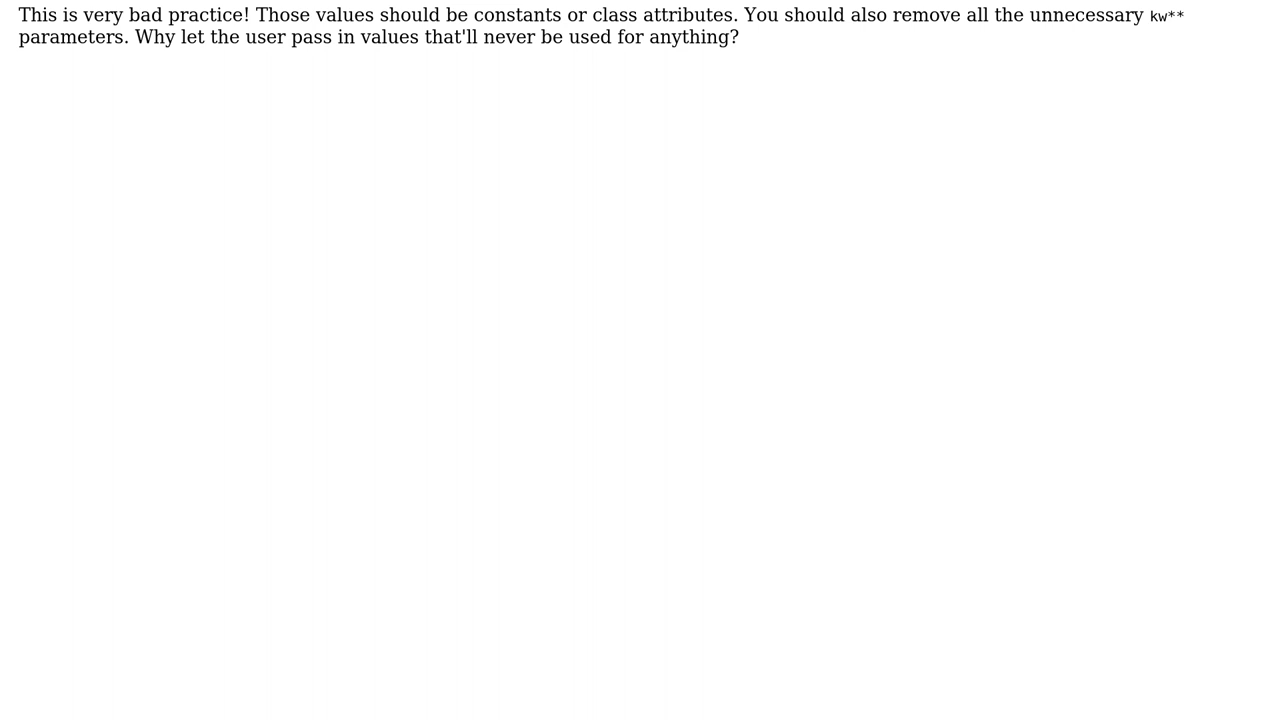 This is very bad practice! Those values should be constants or class attributes. You should also remove all the unnecessary kw**
parameters. Why let the user pass in values that'll never be used for anything?